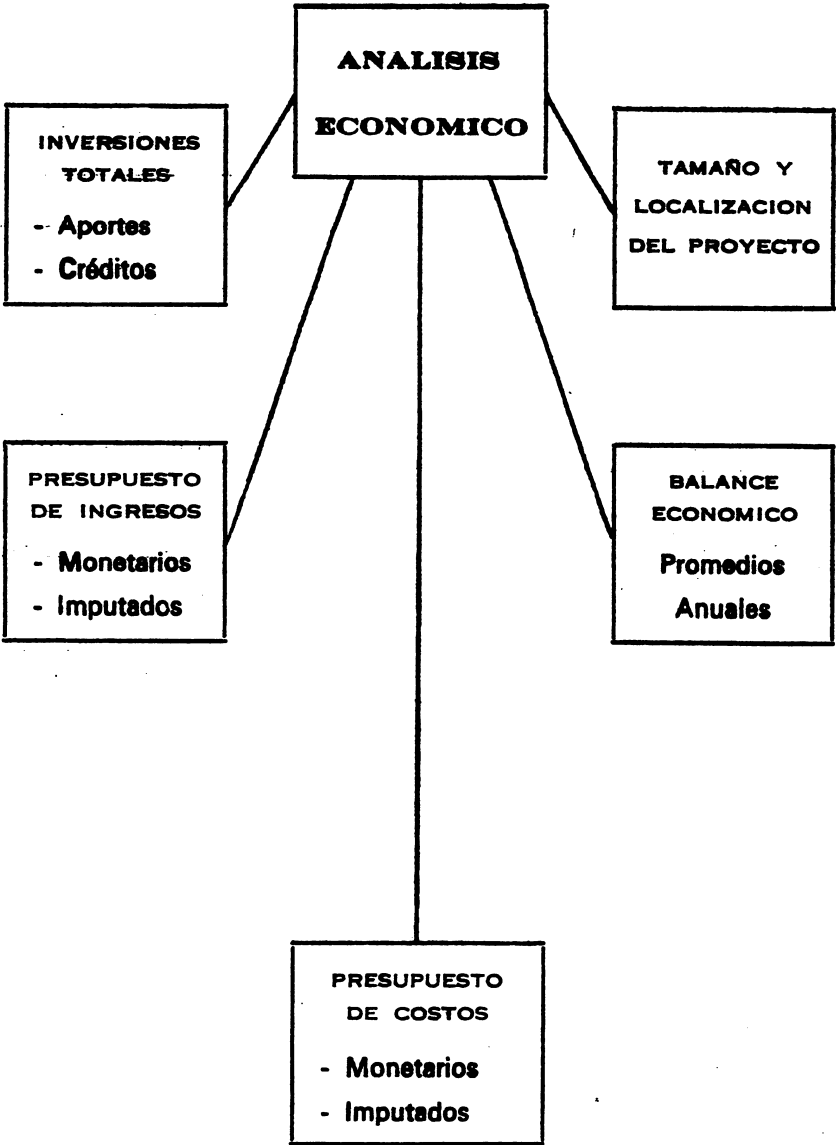 ANALISIS
ECONOMICO
INVERSIONES
TOTALES
- Aportes
- Créditos
TAMAÑO Y
LOCALIZACION
DEL PROYECTO
PRESUPUESTO
DE INGRESOS
- Monetarios
- Imputados
BALANCE
ECONOMICO
Promedios
Anuales
PRESUPUESTO
DE COSTOS
- Monetarios
- Imputados